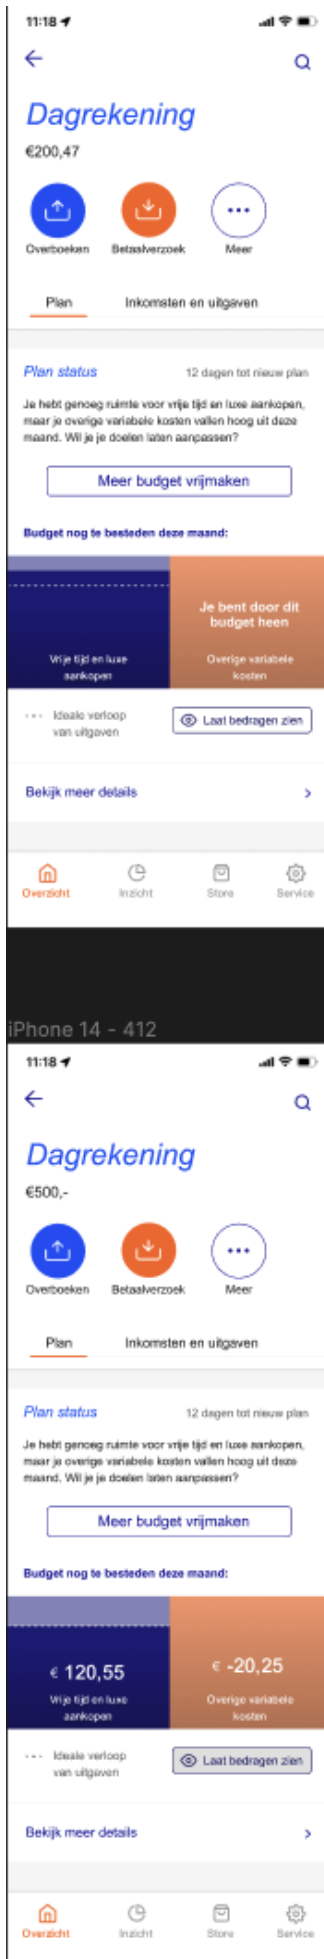 11:18
Dagrekening
€200,47
Overboeken Betaalverzoek Meer
Plan Inkomsten en uitgaven
Plan status 12 dagen tot nieuw plan
Je hebt genoeg ruimte voor vrije tijd en luxe aankopen,
maar je overige variabele kosten vallen hoog uit deze
maand. Wil je je doelen laten aanpassen?
Meer budget vrijmaken
Budget nog te besteden deze maand:
Je bent door dit
budget heen
Vrije tijd en luxe
aankopen
Overige variabele
kosten
Ideale verloop
van uitgaven
Laat bedragen zien
Bekijk meer details
Overzicht Inzicht Store Service
iPhone 14 - 412
11:18
Dagrekening
€500,-
Overboeken Betaalverzoek Meer
Plan Inkomsten en uitgaven
Plan status 12 dagen tot nieuw plan
Je hebt genoeg ruimte voor vrije tijd en luxe aankopen,
maar je overige variabele kosten vallen hoog uit deze
maand. Wil je je doelen laten aanpassen?
Meer budget vrijmaken
Budget nog te besteden deze maand:
€ 120,55
Vrije tijd en luxe
aankopen
€ -20,25
Overige variabele
kosten
Ideale verloop
van uitgaven
Laat bedragen zien
Bekijk meer details
Overzicht Inzicht Store Service